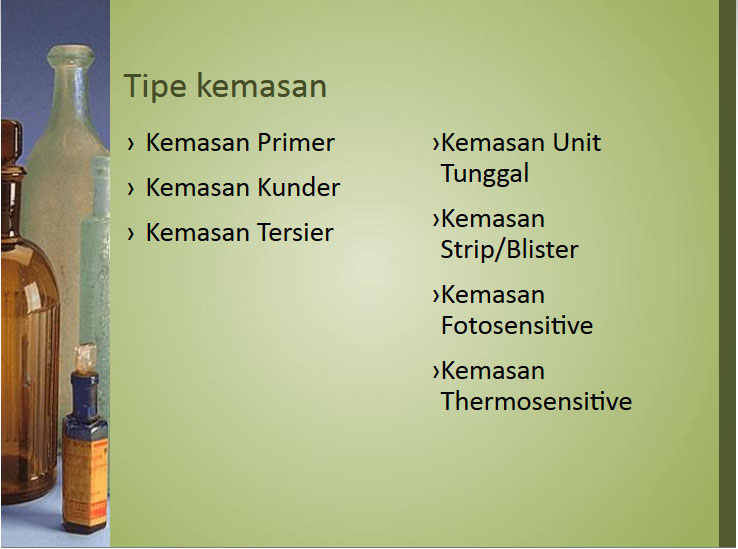 Tipe kemasan
› Kemasan Primer
› Kemasan Kunder
› Kemasan Tersier
›Kemasan Unit
Tunggal
›Kemasan
Strip/Blister
›Kemasan
Fotosensitive
›Kemasan
Thermosensitive